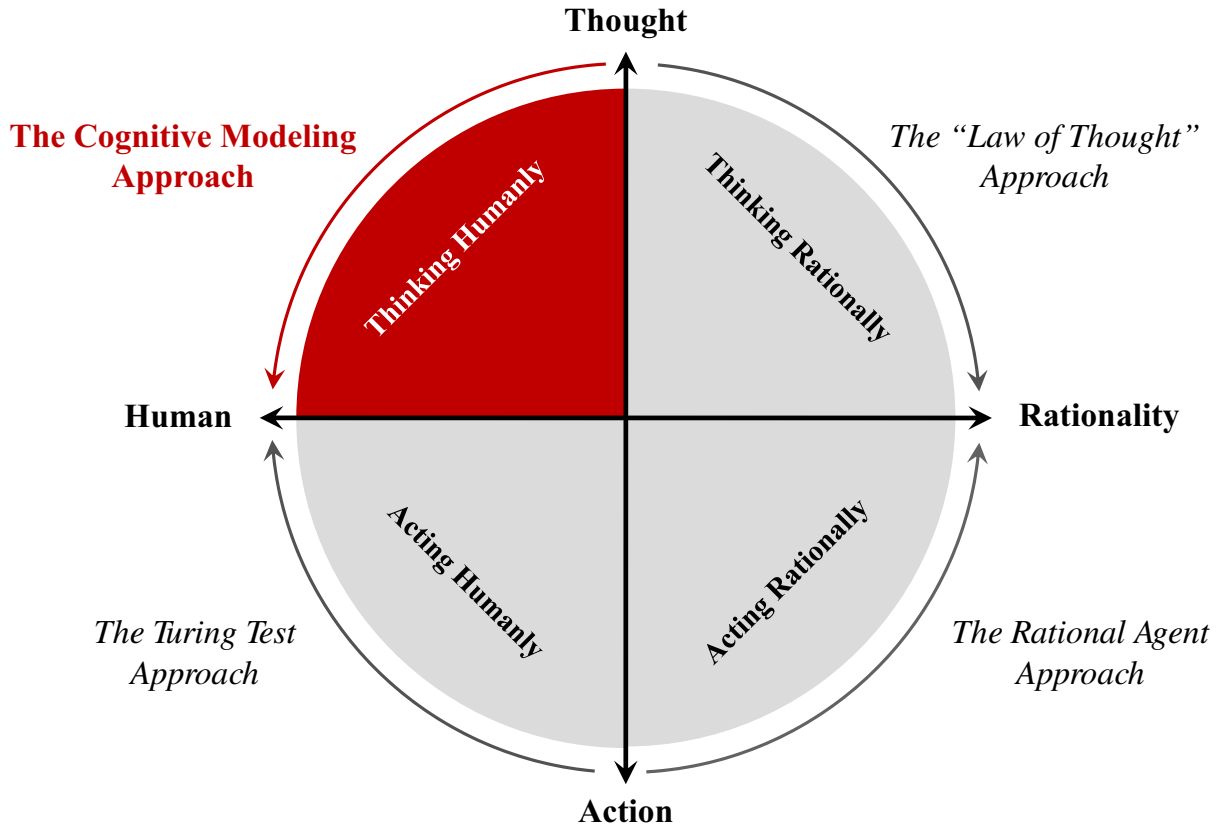 Thought
The Cognitive Modeling
Approach
The “Law of Thought”
Approach
Thinking Humanly
Thinking Rationally
Human
Rationality
Acting Humanly
Acting Rationally
The Turing Test
Approach
The Rational Agent
Approach
Action